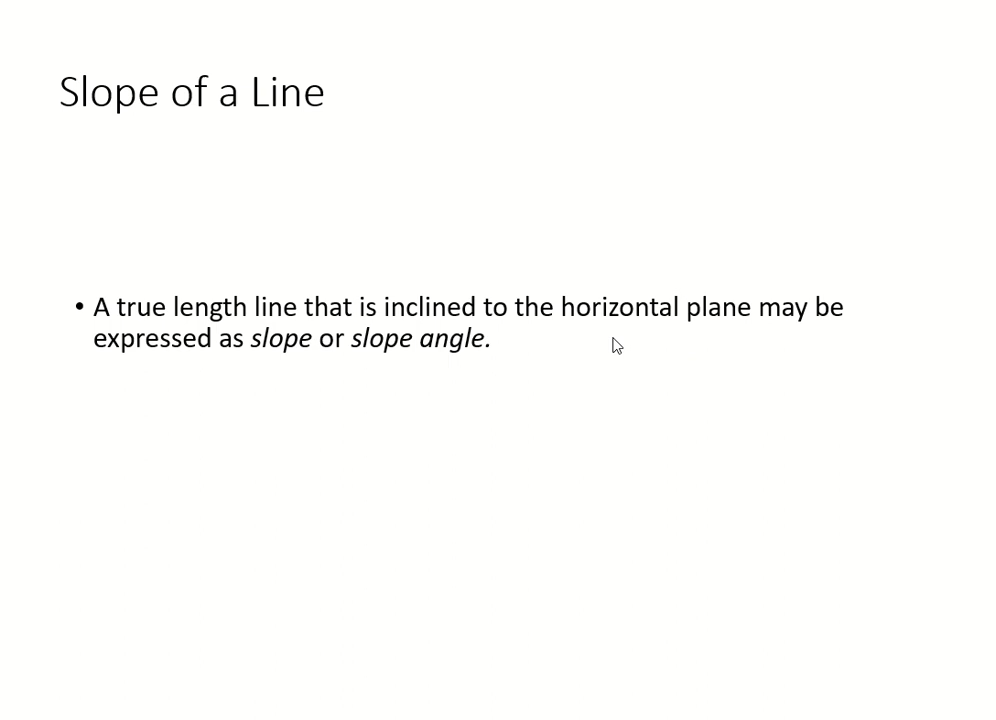 Slope of a Line
• A true length line that is inclined to the horizontal plane may be
expressed as slope or slope angle.